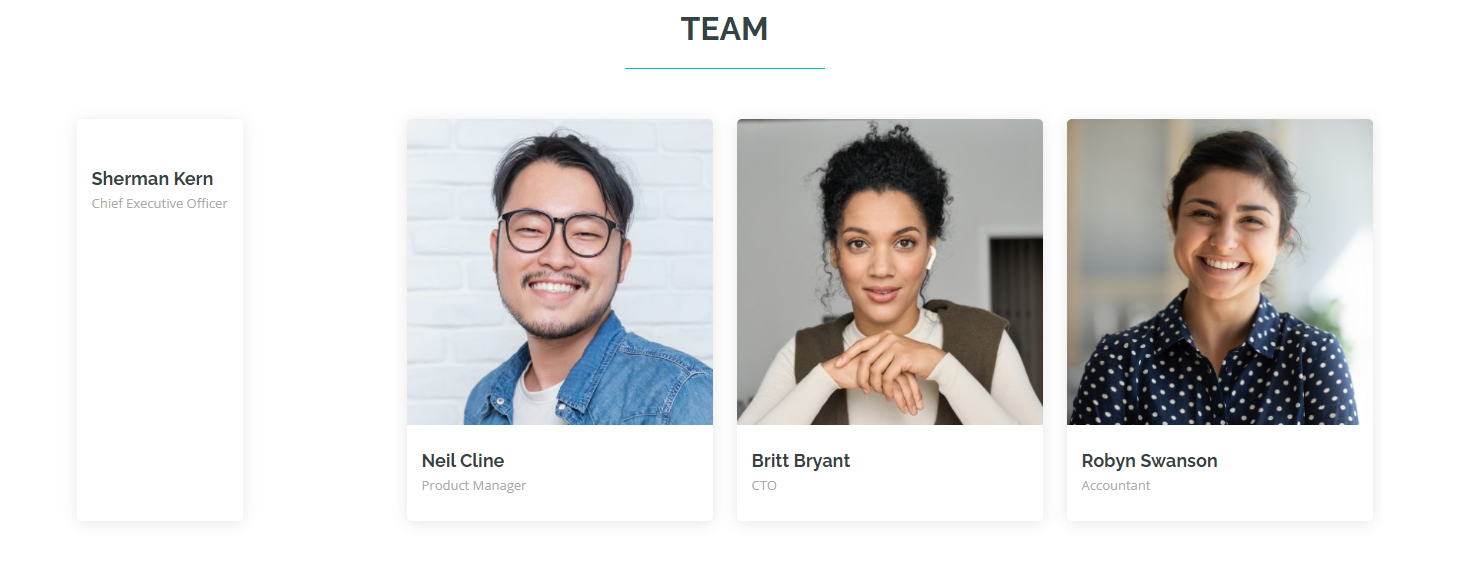 TEAM
Sherman Kern
Chief Executive Officer
Neil Cline
Product Manager
Britt Bryant
CTO
Robyn Swanson
Accountant